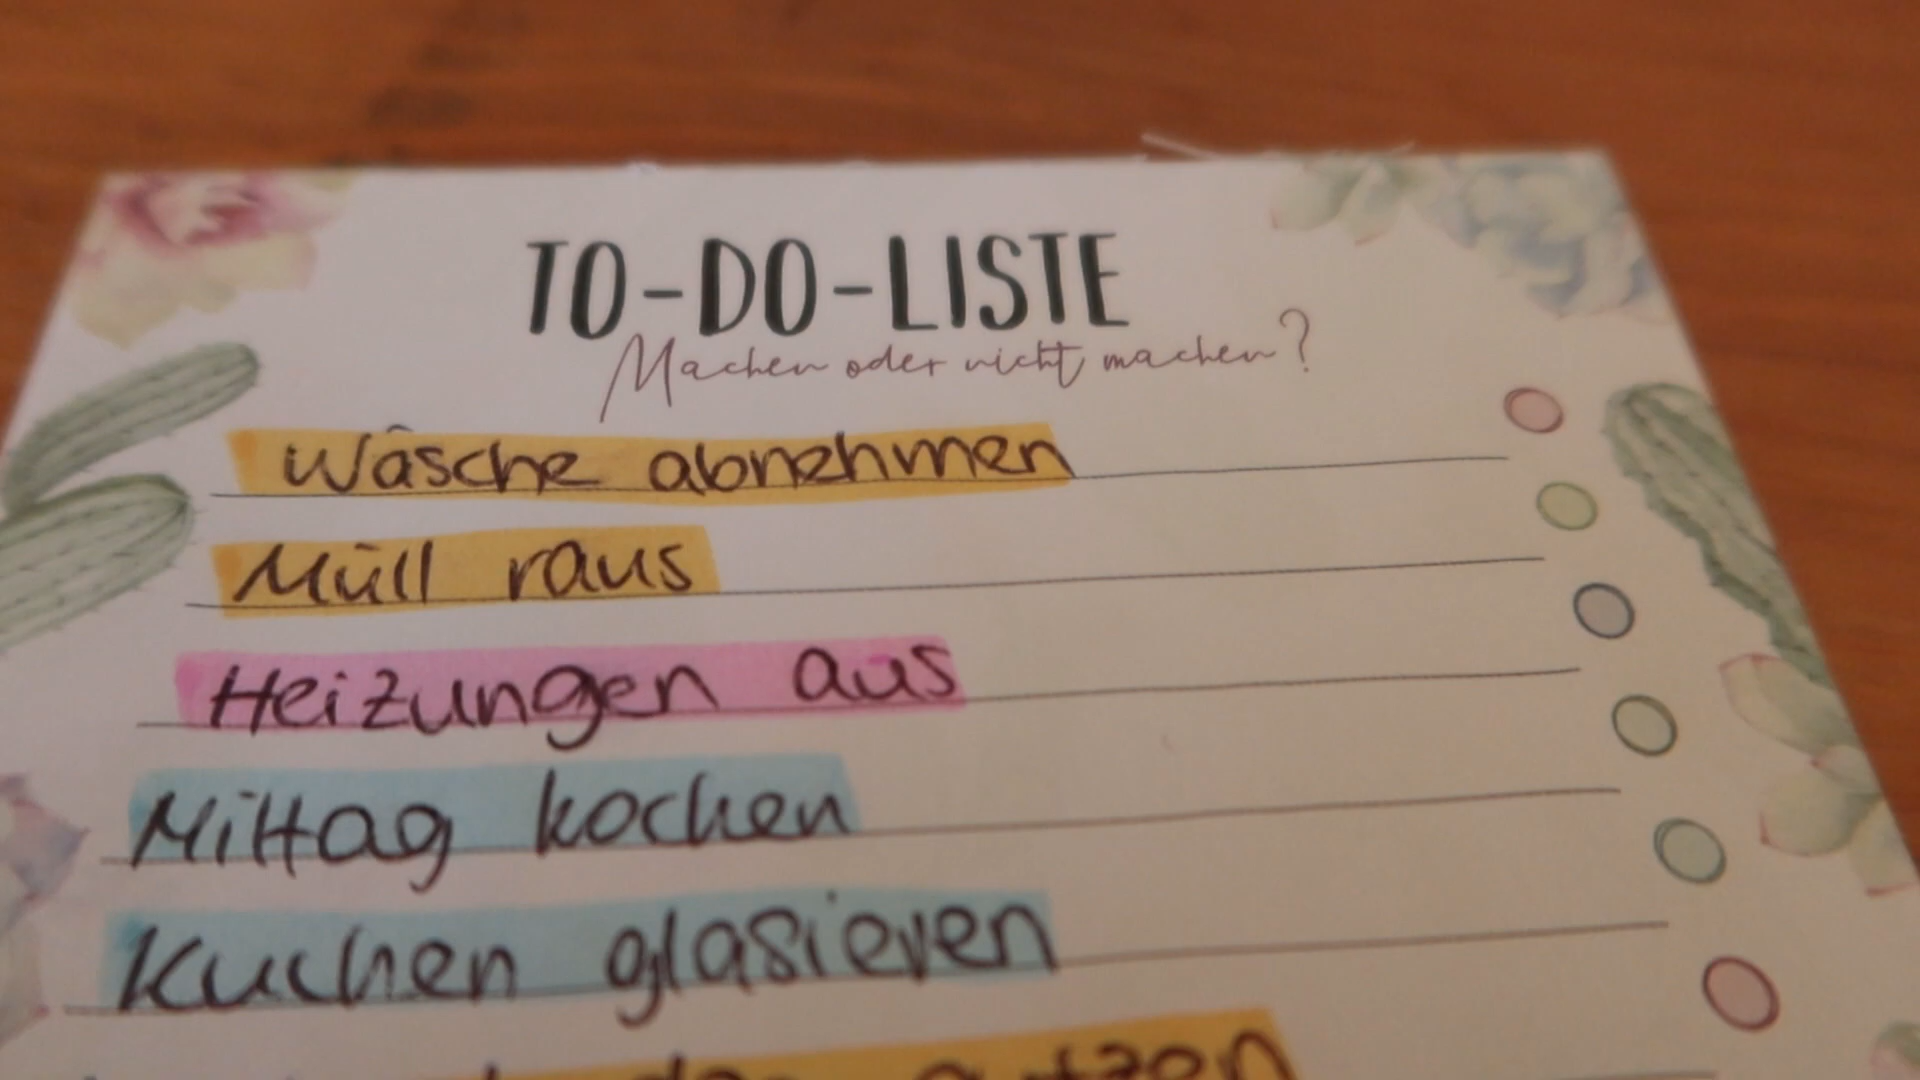 TO-DO-LISTE
Machen oder nicht machen?
Wäsche abnehmen
Müll raus
Heizungen aus
Mittag kochen
Kuchen glasieren